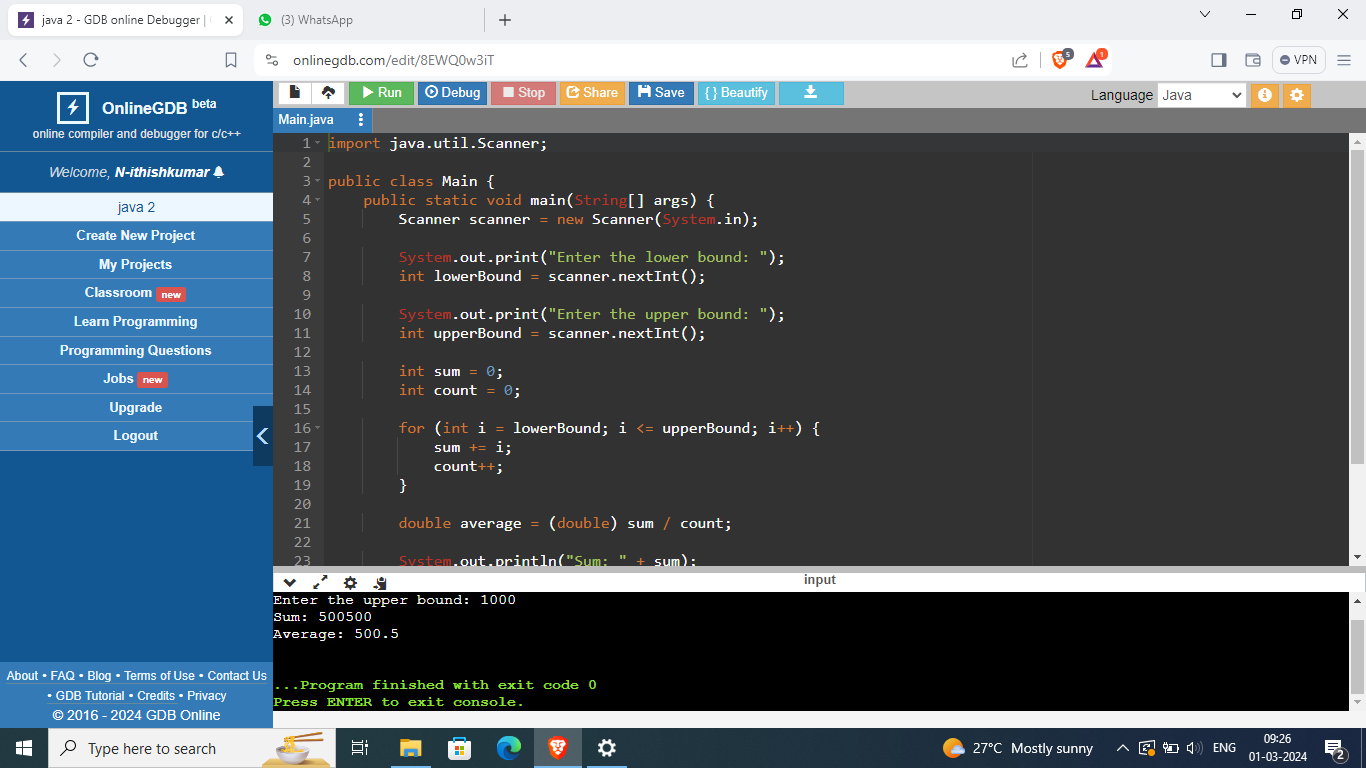 java 2 - GDB online Debugger |
(3) WhatsApp
onlinegdb.com/edit/8EWQ0w3iT
5
1
VPN
OnlineGDB beta
online compiler and debugger for c/c++
Welcome, N-ithishkumar
java 2
Create New Project
My Projects
Classroom new
Learn Programming
Programming Questions
Jobs new
Upgrade
Logout
About • FAQ • Blog • Terms of Use • Contact Us
• GDB Tutorial • Credits • Privacy
© 2016 - 2024 GDB Online
Run Debug Stop Share Save { } Beautify
Language Java
Main.java
1 import java.util.Scanner;
2
3 public class Main {
4 public static void main(String[] args) {
5 Scanner scanner = new Scanner(System.in);
6
7 System.out.print("Enter the lower bound: ");
8 int lowerBound = scanner.nextInt();
9
10 System.out.print("Enter the upper bound: ");
11 int upperBound = scanner.nextInt();
12
13 int sum = 0;
14 int count = 0;
15
16 for (int i = lowerBound; i <= upperBound; i++) {
17 sum += i;
18 count++;
19 }
20
21 double average = (double) sum / count;
22
23 System.out.println("Sum: " + sum);
input
Enter the upper bound: 1000
Sum: 500500
Average: 500.5
...Program finished with exit code 0
Press ENTER to exit console.
Type here to search
27°C Mostly sunny
ENG
09:26
01-03-2024
2